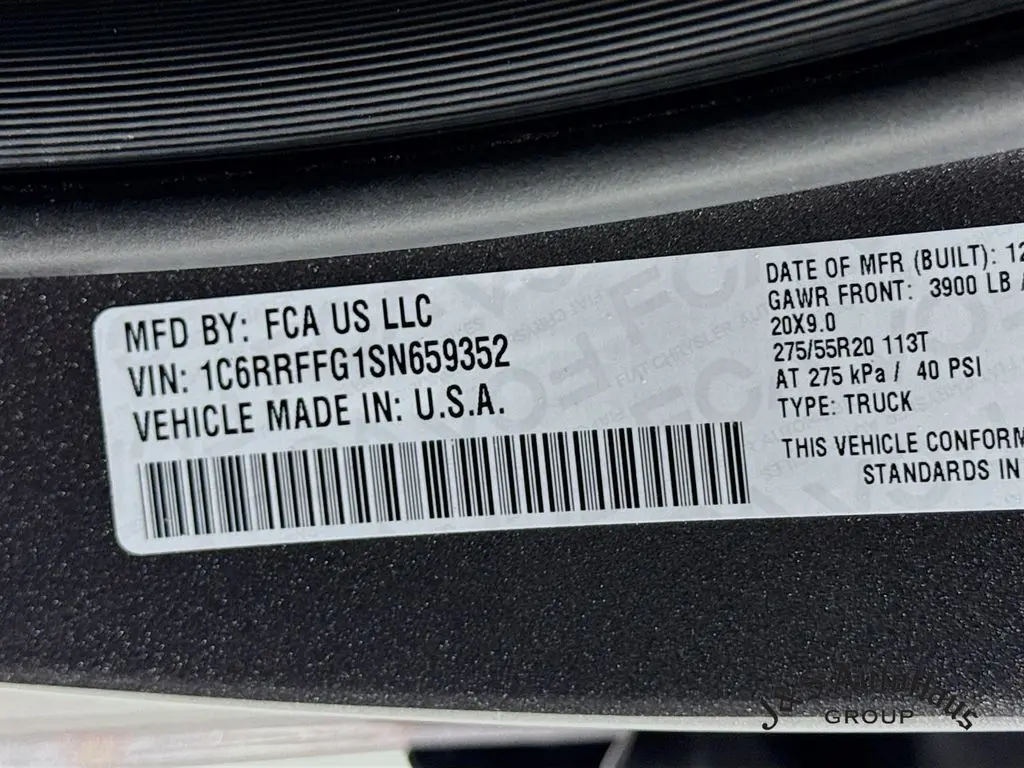 MFD BY: FCA US LLC
VIN: 1C6RRFFG1SN659352
VEHICLE MADE IN: U.S.A.
DATE OF MFR (BUILT): 12
GAWR FRONT: 3900 LB
20X9.0
275/55R20 113T
AT 275 kPa / 40 PSI
TYPE: TRUCK
THIS VEHICLE CONFORM
STANDARDS IN
AutoHaus
GROUP